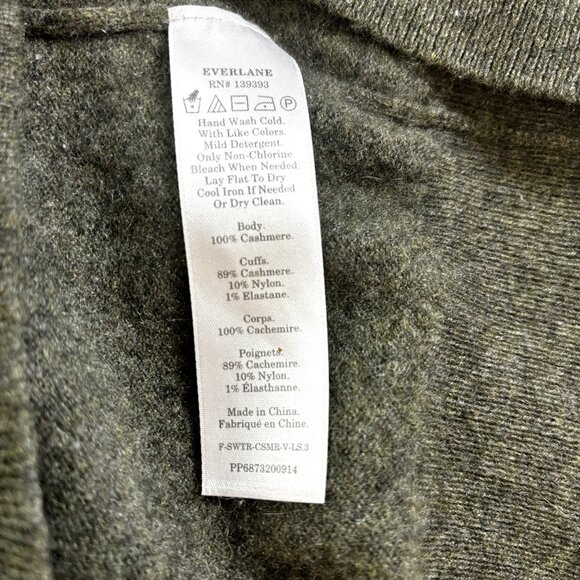 EVERLANE
RN# 139393
P
Hand Wash Cold.
With Like Colors.
Mild Detergent.
Only Non-Chlorine
Bleach When Needed.
Lay Flat To Dry
Cool Iron If Needed.
Or Dry Clean.
Body.
100% Cashmere.
Cuffs.
89% Cashmere.
10% Nylon.
1% Elastane.
Corps.
100% Cachemire.
Poignets.
89% Cachemire.
10% Nylon.
1% Élasthanne.
Made in China.
Fabriqué en Chine.
F-SWTR-CSMR-V-LS.3
PP6873200914